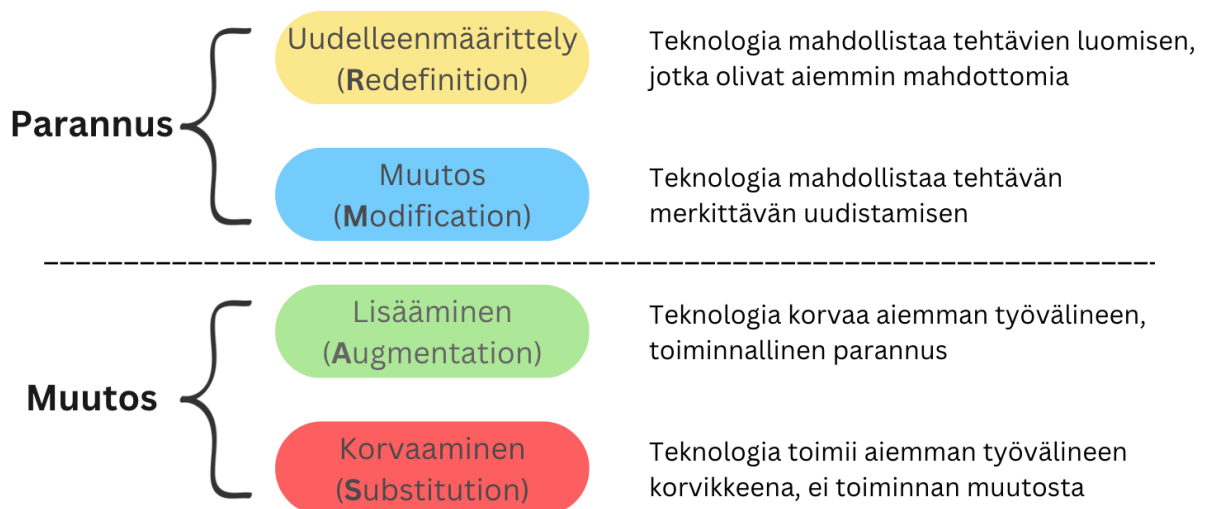 Parannus
Uudelleenmäärittely
(Redefinition)
Teknologia mahdollistaa tehtävien luomisen,
jotka olivat aiemmin mahdottomia
Muutos
(Modification)
Teknologia mahdollistaa tehtävän
merkittävän uudistamisen
Muutos
Lisääminen
(Augmentation)
Teknologia korvaa aiemman työvälineen,
toiminnallinen parannus
Korvaaminen
(Substitution)
Teknologia toimii aiemman työvälineen
korvikkeena, ei toiminnan muutosta